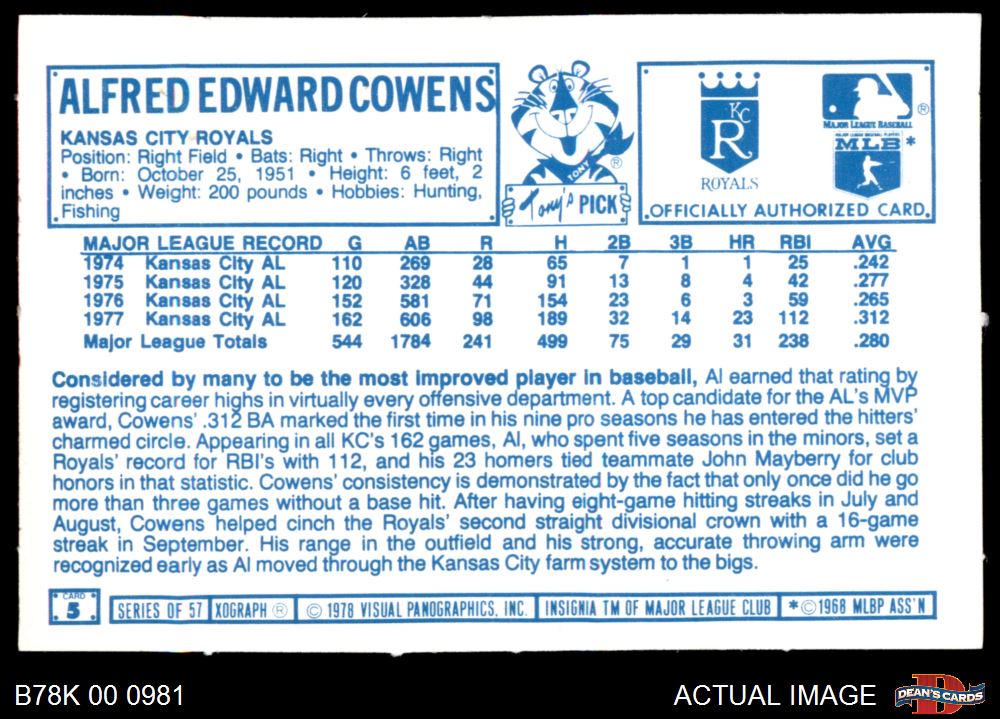 ALFRED EDWARD COWENS
KANSAS CITY ROYALS
Position: Right Field • Bats: Right • Throws: Right
• Born: October 25, 1951 • Height: 6 feet, 2
inches • Weight: 200 pounds • Hobbies: Hunting,
Fishing
TONY
®
Tony's PICK
KC
R
ROYALS
®
MAJOR LEAGUE BASEBALL
MAJOR LEAGUE BASEBALL PLAYERS
MLB *
OFFICIALLY AUTHORIZED CARD
MAJOR LEAGUE RECORD G AB R H 2B 3B HR RBI AVG
1974 Kansas City AL 110 269 28 65 7 1 1 25 .242
1975 Kansas City AL 120 328 44 91 13 8 4 42 .277
1976 Kansas City AL 152 581 71 154 23 6 3 59 .265
1977 Kansas City AL 162 606 98 189 32 14 23 112 .312
Major League Totals 544 1784 241 499 75 29 31 238 .280
Considered by many to be the most improved player in baseball, Al earned that rating by
registering career highs in virtually every offensive department. A top candidate for the AL's MVP
award, Cowens' .312 BA marked the first time in his nine pro seasons he has entered the hitters'
charmed circle. Appearing in all KC's 162 games, Al, who spent five seasons in the minors, set a
Royals' record for RBI's with 112, and his 23 homers tied teammate John Mayberry for club
honors in that statistic. Cowens' consistency is demonstrated by the fact that only once did he go
more than three games without a base hit. After having eight-game hitting streaks in July and
August, Cowens helped cinch the Royals' second straight divisional crown with a 16-game
streak in September. His range in the outfield and his strong, accurate throwing arm were
recognized early as Al moved through the Kansas City farm system to the bigs.
CARD
5
SERIES OF 57 XOGRAPH ® © 1978 VISUAL PANOGRAPHICS, INC. INSIGNIA TM OF MAJOR LEAGUE CLUB *©1968 MLBP ASS'N
B78K 00 0981
ACTUAL IMAGE
D
DEAN'S CARDS